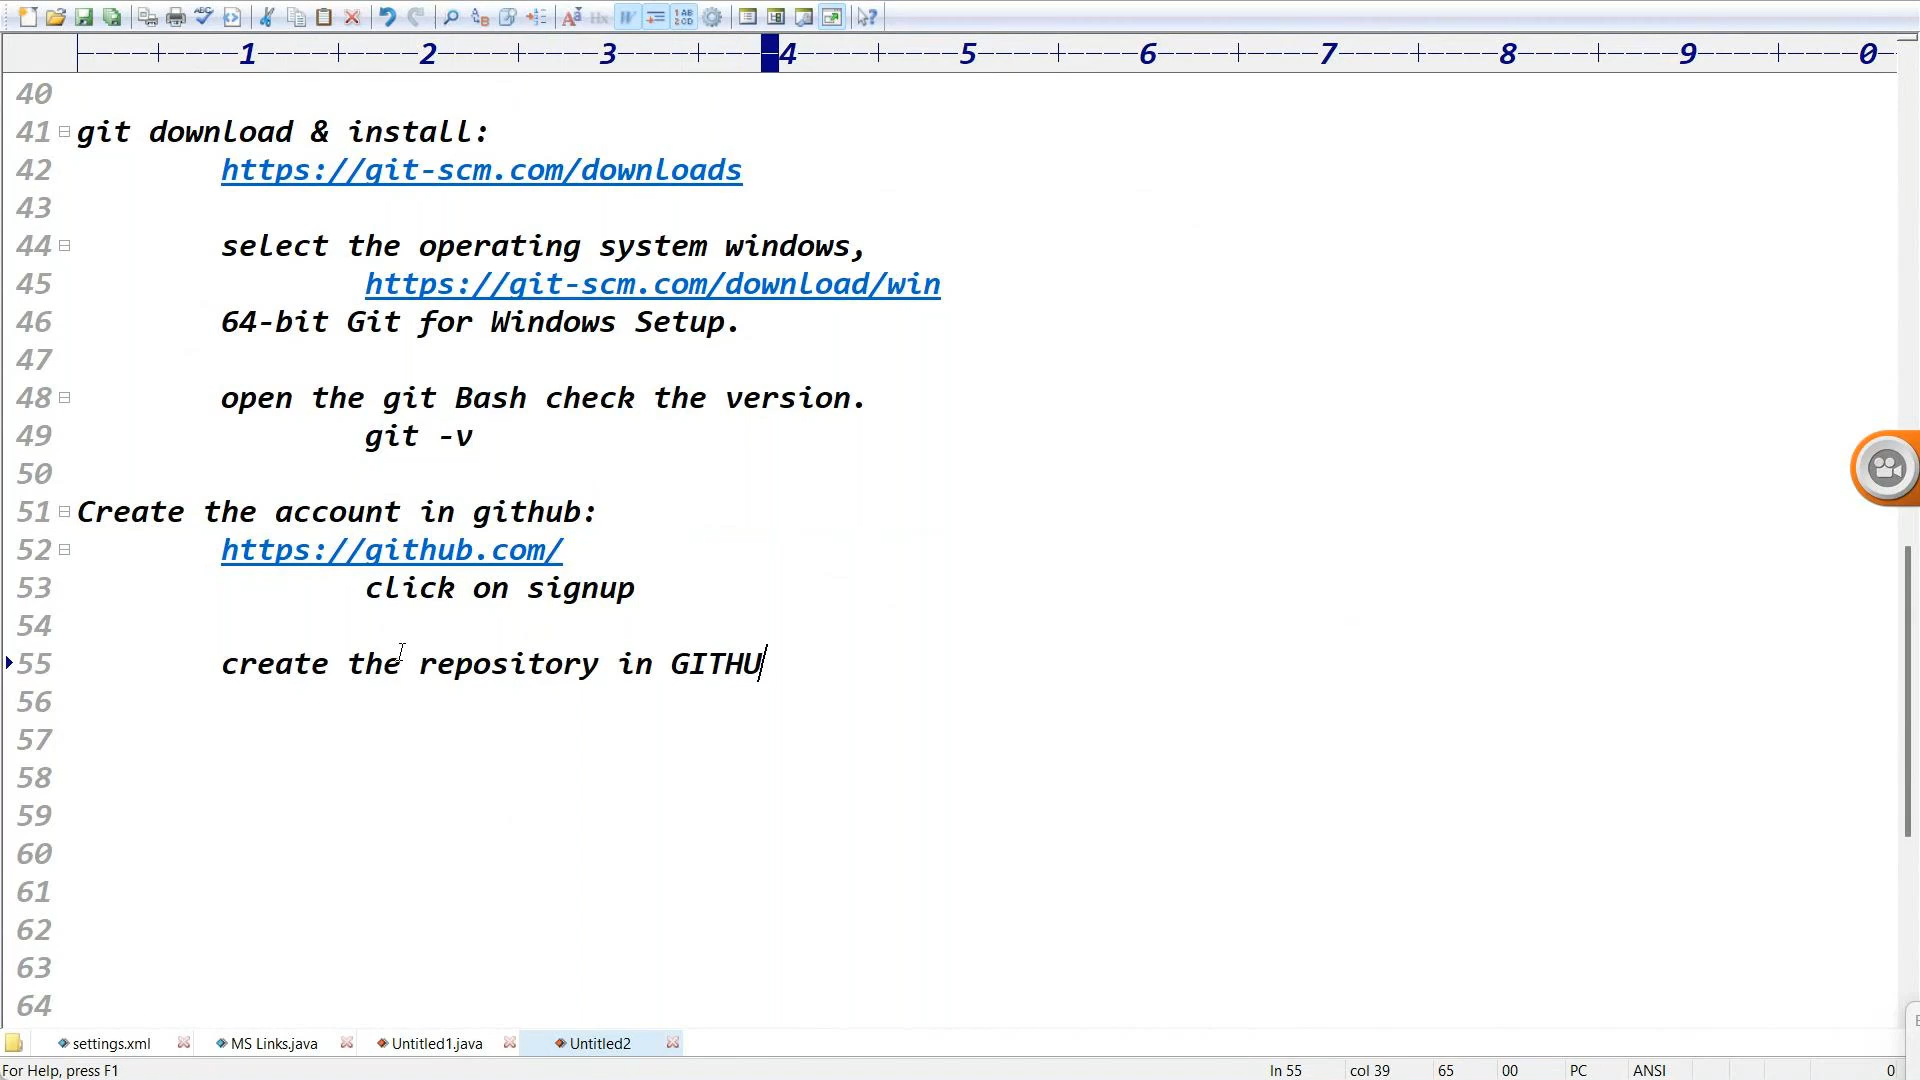 1 2 3 4 5 6 7 8 9 0
40
41 git download & install:
42 https://git-scm.com/downloads
43
44 select the operating system windows,
45 https://git-scm.com/download/win
46 64-bit Git for Windows Setup.
47
48 open the git Bash check the version.
49 git -v
50
51 Create the account in github:
52 https://github.com/
53 click on signup
54
55 create the repository in GITHU
56
57
58
59
60
61
62
63
64
settings.xml MS Links.java Untitled1.java Untitled2
For Help, press F1 ln 55 col 39 65 00 PC ANSI 0